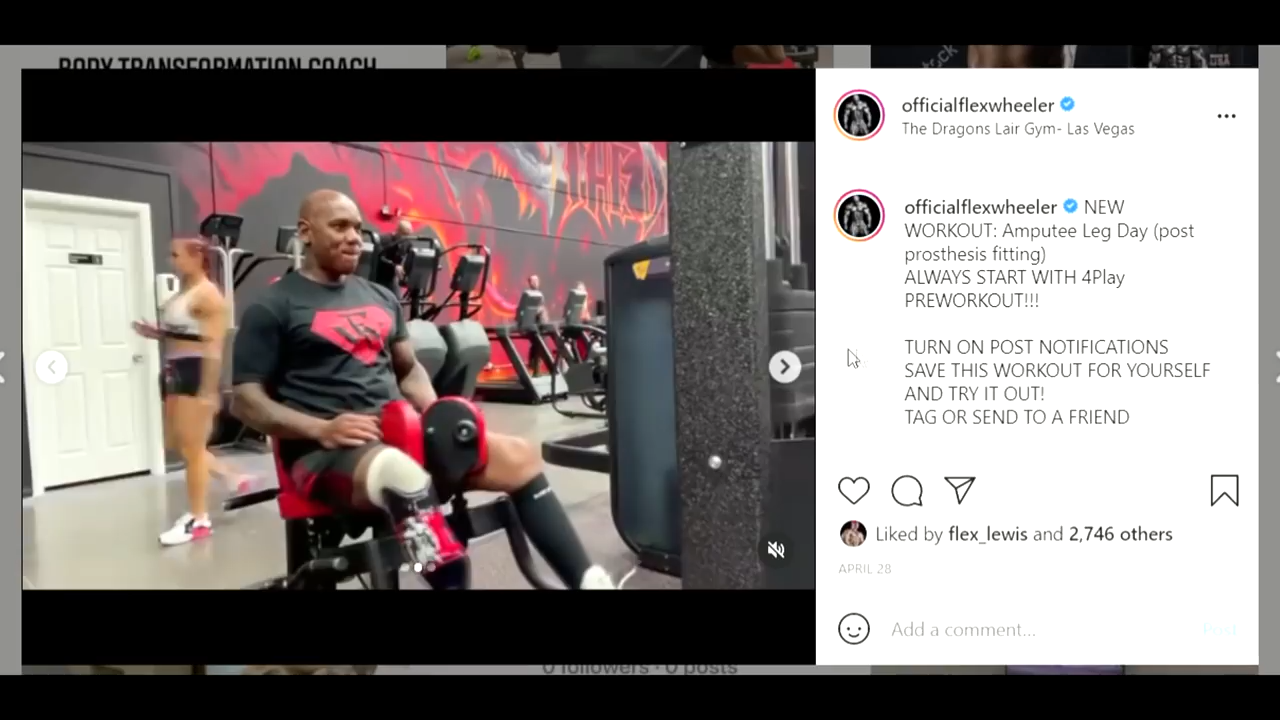 BODY TRANSFORMATION COACH
officialflexwheeler
The Dragons Lair Gym- Las Vegas
officialflexwheeler NEW
WORKOUT: Amputee Leg Day (post
prosthesis fitting)
ALWAYS START WITH 4Play
PREWORKOUT!!!
TURN ON POST NOTIFICATIONS
SAVE THIS WORKOUT FOR YOURSELF
AND TRY IT OUT!
TAG OR SEND TO A FRIEND
Liked by flex_lewis and 2,746 others
APRIL 28
Add a comment...
Post
0 followers · 0 posts
THE D